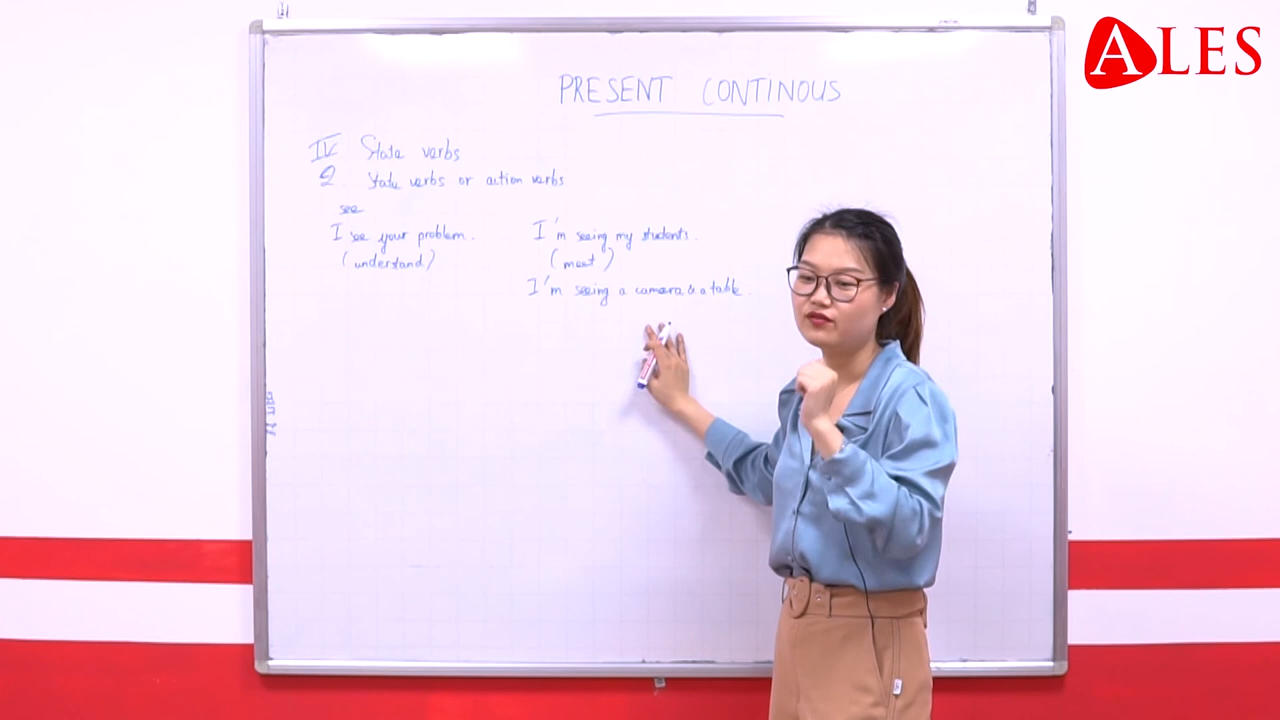 ALES
PRESENT CONTINOUS
IV State verbs
2. State verbs or action verbs
see
I see your problem.
(understand)
I'm seeing my students.
(meet)
I'm seeing a camera & a table.